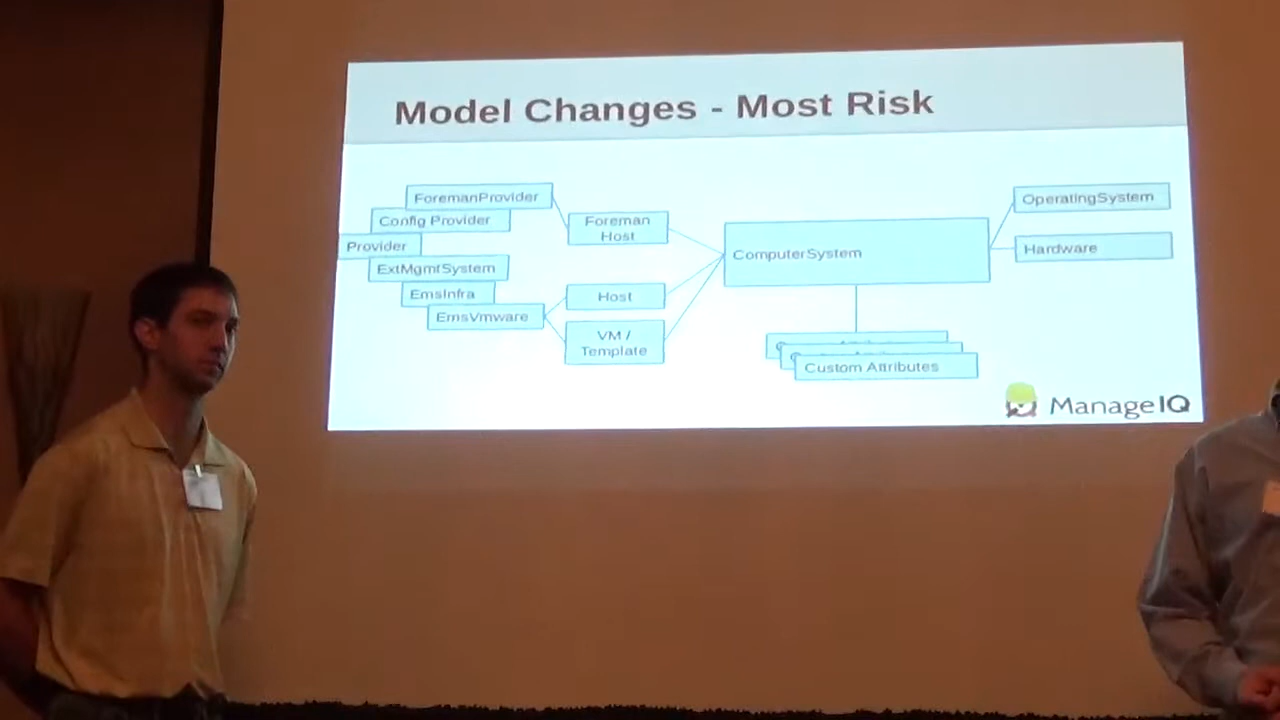 Model Changes - Most Risk
ForemanProvider
Config Provider
Provider
ExtMgmtSystem
EmsInfra
EmsVmware
Foreman
Host
Host
VM /
Template
ComputerSystem
OperatingSystem
Hardware
Custom Attributes
ManageIQ